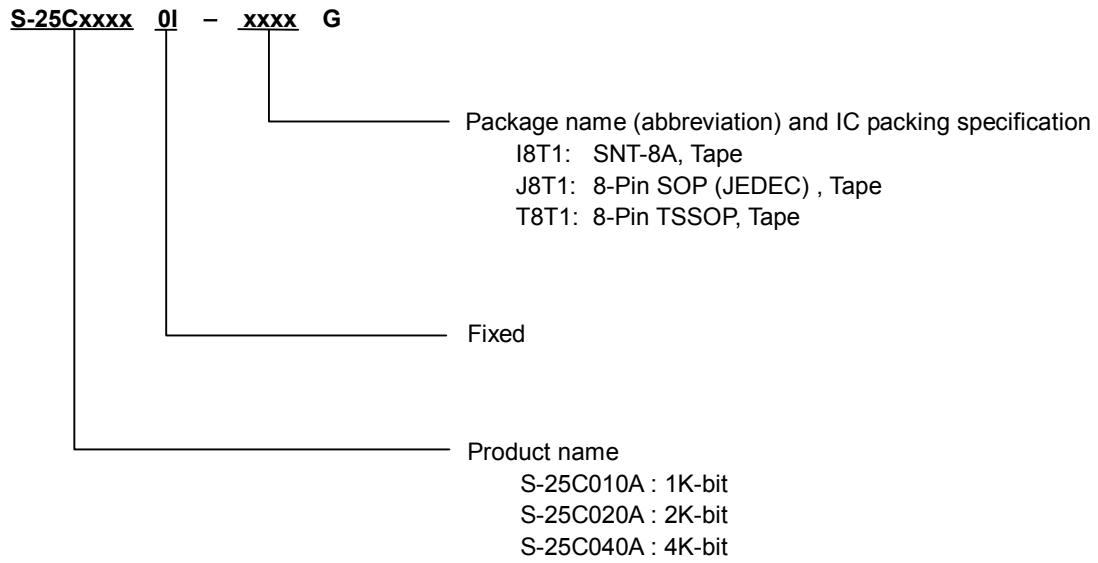 S-25Cxxxx 0I – xxxx G
Package name (abbreviation) and IC packing specification
I8T1: SNT-8A, Tape
J8T1: 8-Pin SOP (JEDEC) , Tape
T8T1: 8-Pin TSSOP, Tape
Fixed
Product name
S-25C010A : 1K-bit
S-25C020A : 2K-bit
S-25C040A : 4K-bit